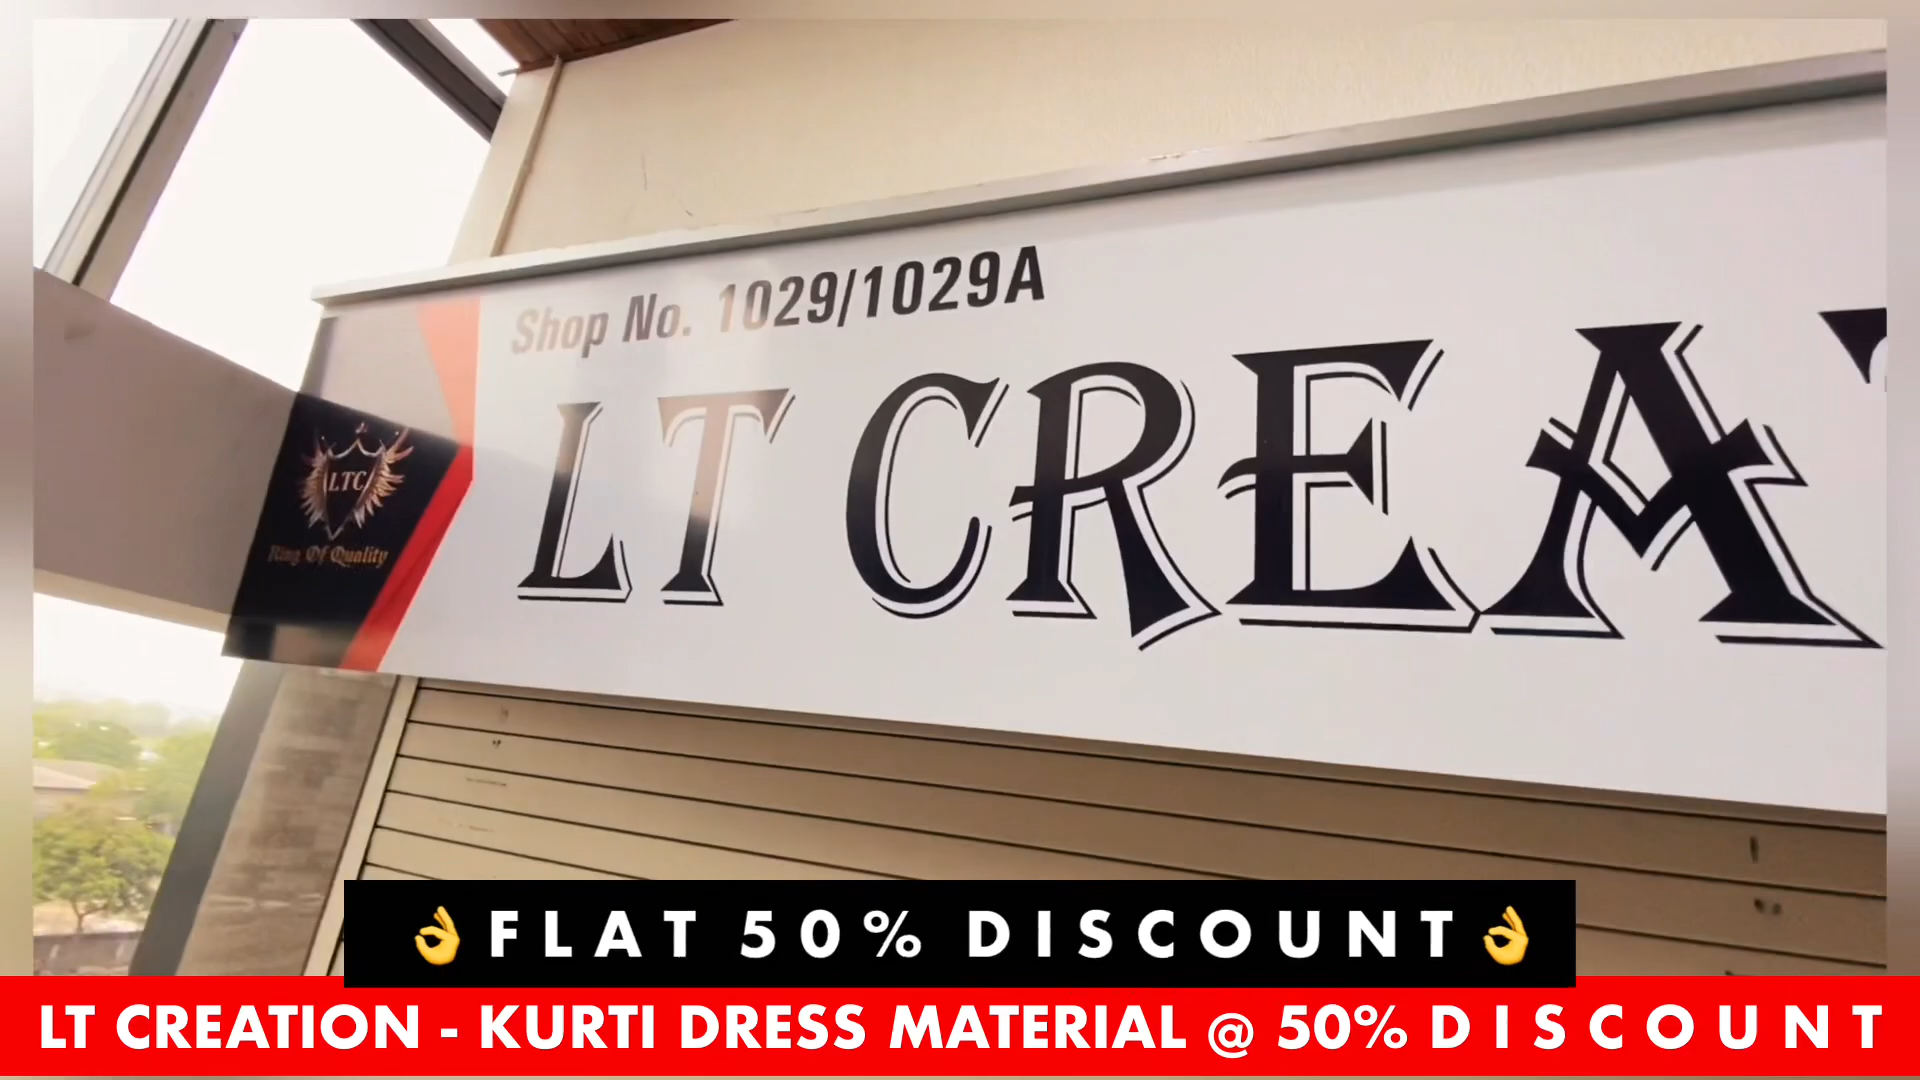 Shop No. 1029/1029A
LT CREA
LTC
Ring Of Quality
👌FLAT 50% DISCOUNT👌
LT CREATION - KURTI DRESS MATERIAL @ 50% DISCOUNT